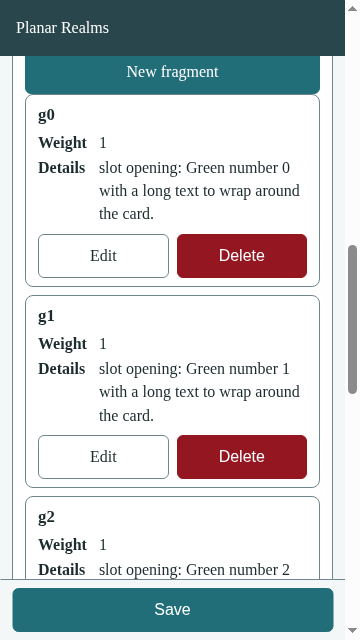 Planar Realms
New fragment
g0
Weight 1
Details slot opening: Green number 0
with a long text to wrap around
the card.
Edit Delete
g1
Weight 1
Details slot opening: Green number 1
with a long text to wrap around
the card.
Edit Delete
g2
Weight 1
Details slot opening: Green number 2
Save